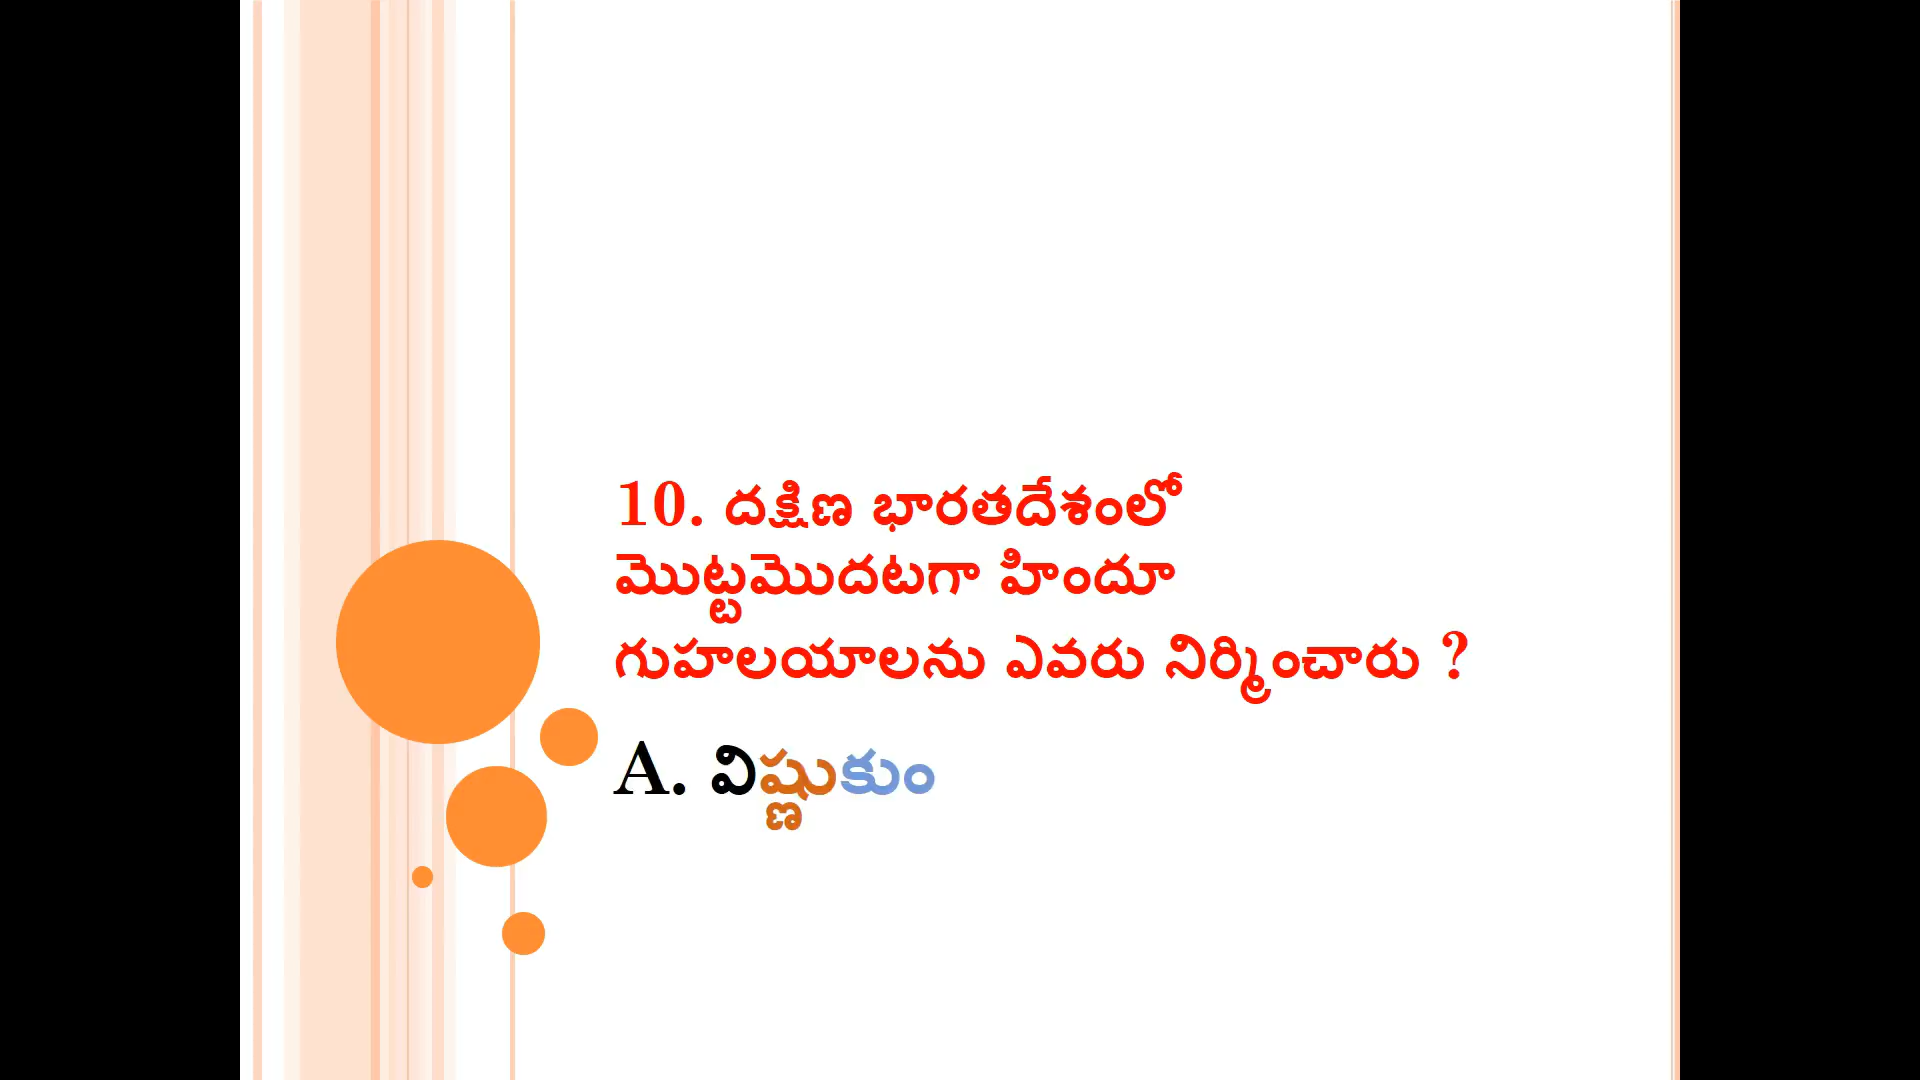 10. దక్షిణ భారతదేశంలో
మొట్టమొదటగా హిందూ
గుహలయాలను ఎవరు నిర్మించారు ?
A. విష్ణుకుం